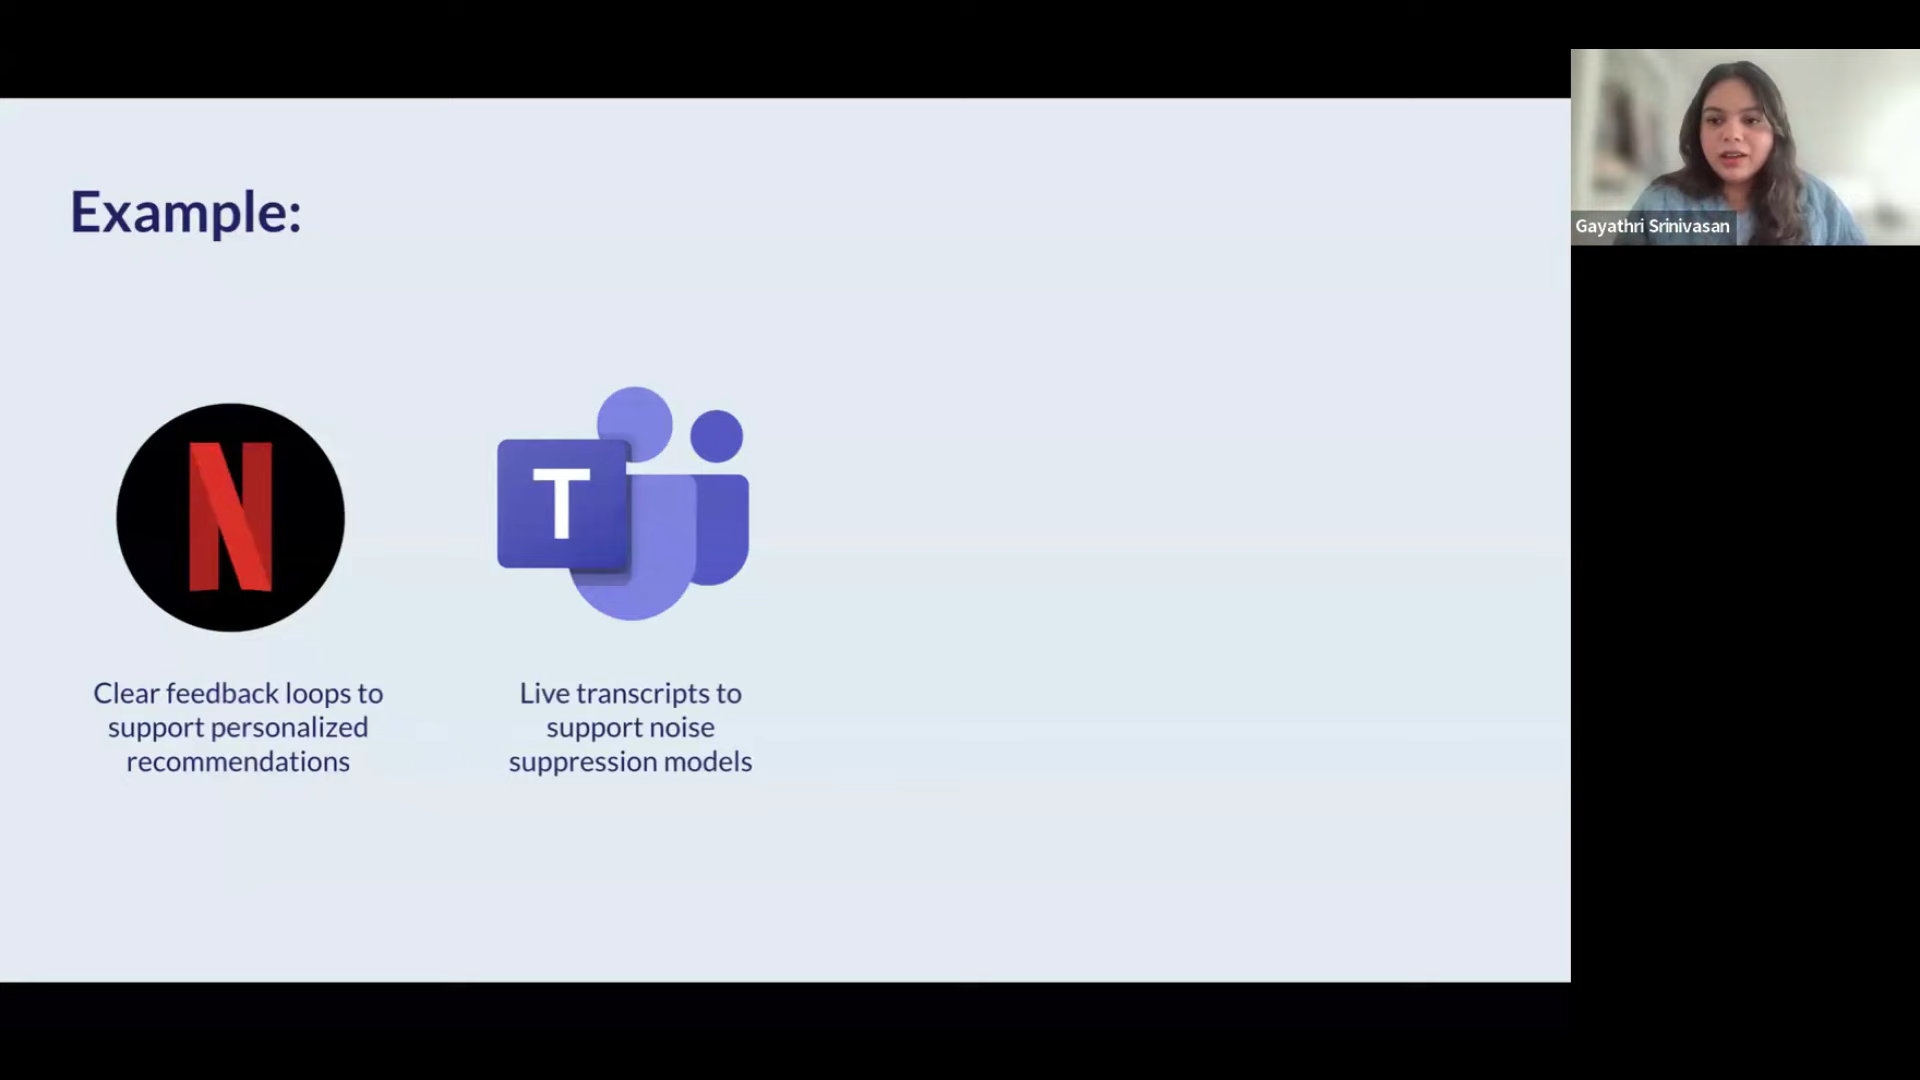 Example:
N
T
Clear feedback loops to
support personalized
recommendations
Live transcripts to
support noise
suppression models
Gayathri Srinivasan